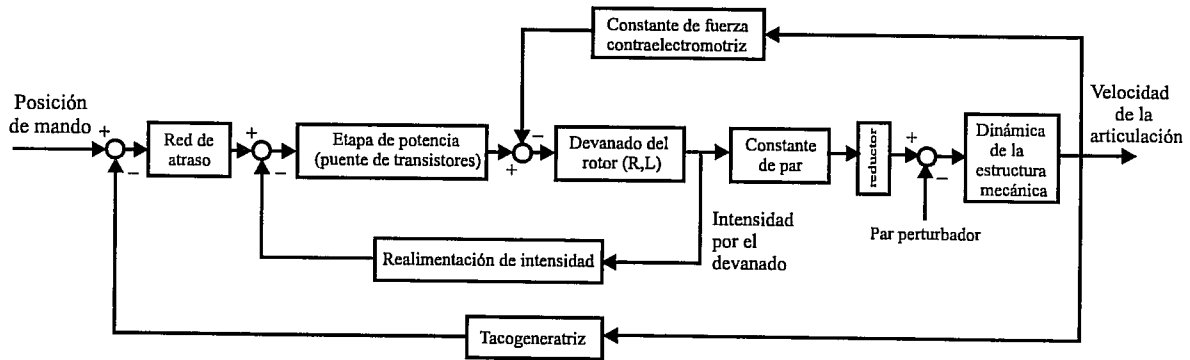 Constante de fuerza
contraelectromotriz
Posición
de mando
+
−
Red de
atraso
+
−
Etapa de potencia
(puente de transistores)
−
+
Devanado del
rotor (R,L)
Constante
de par
reductor
+
−
Dinámica
de la
estructura
mecánica
Velocidad
de la
articulación
Par perturbador
Intensidad
por el
devanado
Realimentación de intensidad
Tacogeneratriz